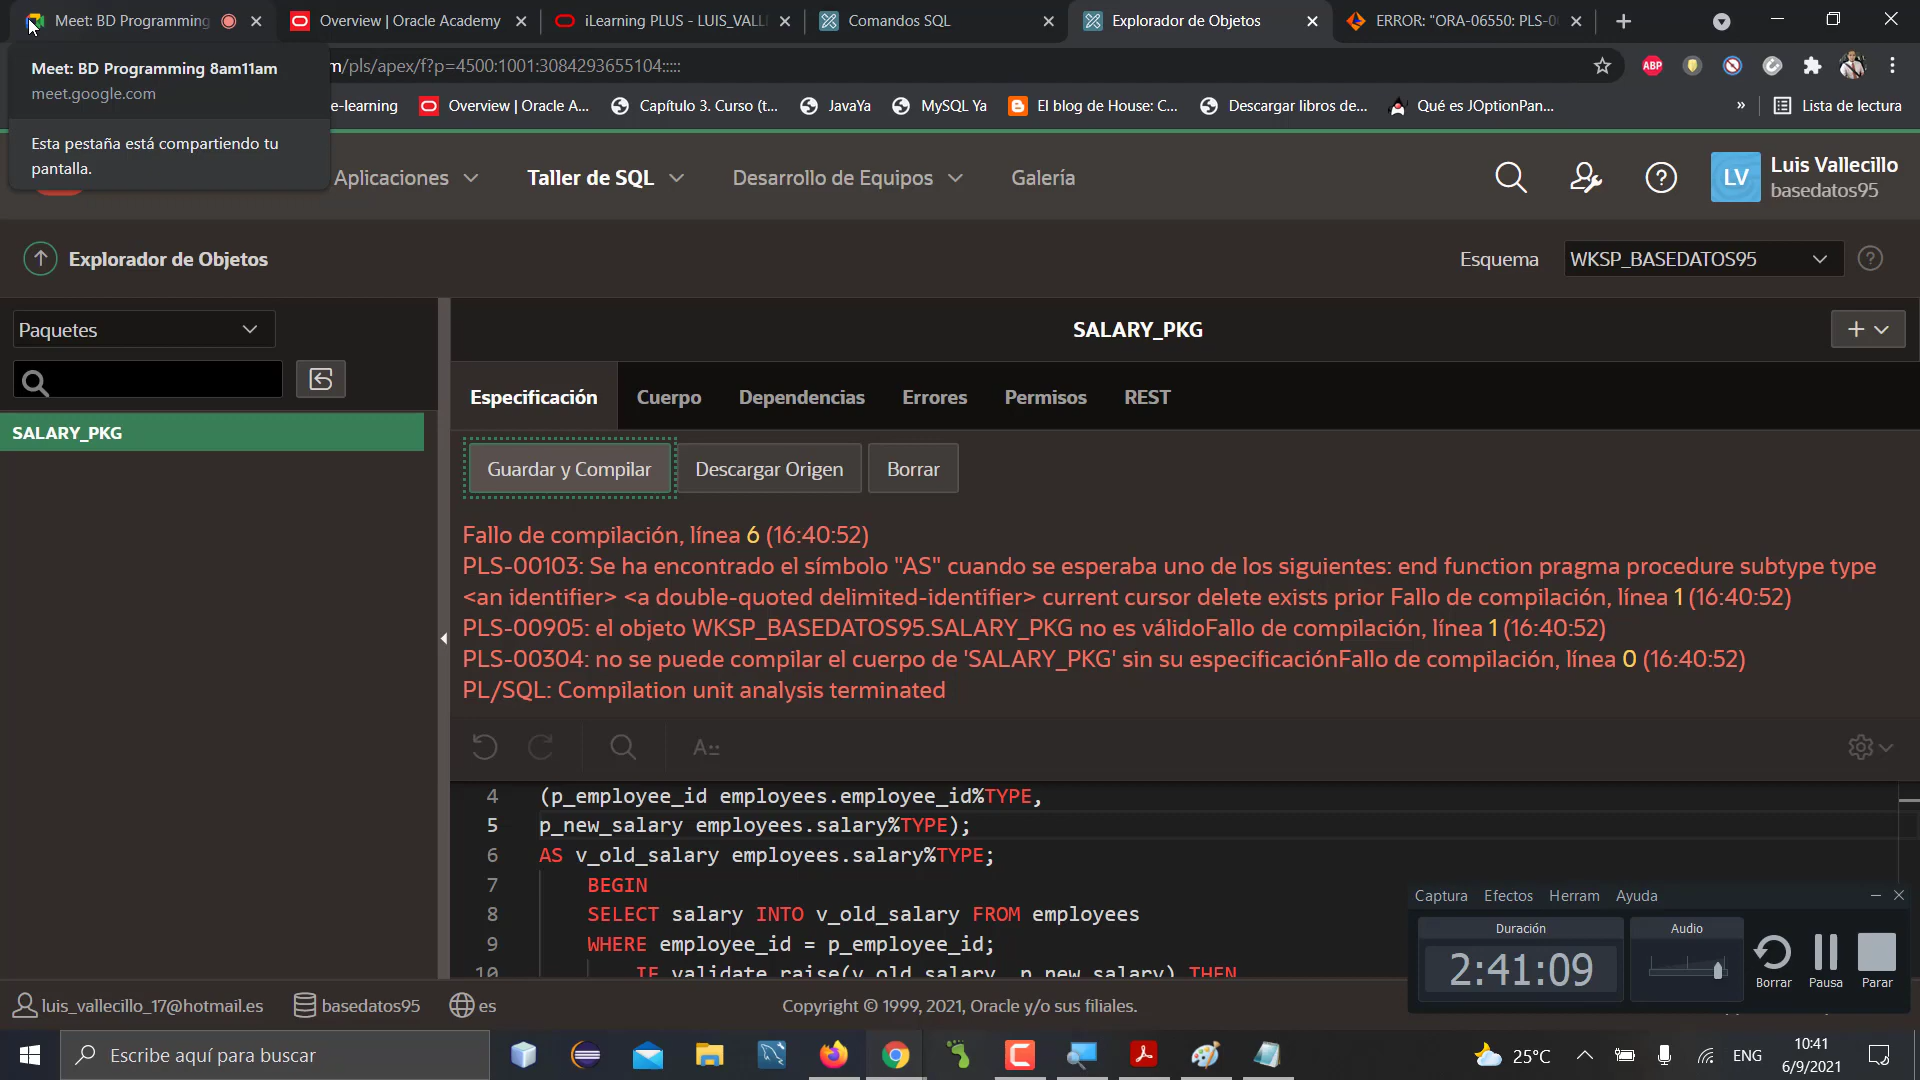 Meet: BD Programming
Overview | Oracle Academy
iLearning PLUS - LUIS_VALL
Comandos SQL
Explorador de Objetos
ERROR: "ORA-06550: PLS-0
Meet: BD Programming 8am11am
meet.google.com
Esta pestaña está compartiendo tu
pantalla.
m/pls/apex/f?p=4500:1001:3084293655104:::::
ABP
e-learning
Overview | Oracle A...
Capítulo 3. Curso (t...
JavaYa
MySQL Ya
El blog de House: C...
Descargar libros de...
Qué es JOptionPan...
»
Lista de lectura
Aplicaciones
Taller de SQL
Desarrollo de Equipos
Galería
LV
Luis Vallecillo
basedatos95
Explorador de Objetos
Esquema
WKSP_BASEDATOS95
Paquetes
SALARY_PKG
SALARY_PKG
Especificación
Cuerpo
Dependencias
Errores
Permisos
REST
Guardar y Compilar
Descargar Origen
Borrar
Fallo de compilación, línea 6 (16:40:52)
PLS-00103: Se ha encontrado el símbolo "AS" cuando se esperaba uno de los siguientes: end function pragma procedure subtype type
<an identifier> <a double-quoted delimited-identifier> current cursor delete exists prior Fallo de compilación, línea 1 (16:40:52)
PLS-00905: el objeto WKSP_BASEDATOS95.SALARY_PKG no es válidoFallo de compilación, línea 1 (16:40:52)
PLS-00304: no se puede compilar el cuerpo de 'SALARY_PKG' sin su especificaciónFallo de compilación, línea 0 (16:40:52)
PL/SQL: Compilation unit analysis terminated
A::
4 (p_employee_id employees.employee_id%TYPE,
5 p_new_salary employees.salary%TYPE);
6 AS v_old_salary employees.salary%TYPE;
7 BEGIN
8 SELECT salary INTO v_old_salary FROM employees
9 WHERE employee_id = p_employee_id;
10 IF validate_raise(v_old_salary, p_new_salary) THEN
Captura Efectos Herram Ayuda
Duración
Audio
2:41:09
Borrar
Pausa
Parar
luis_vallecillo_17@hotmail.es
basedatos95
es
Copyright © 1999, 2021, Oracle y/o sus filiales.
Escribe aquí para buscar
25°C
ENG
10:41
6/9/2021